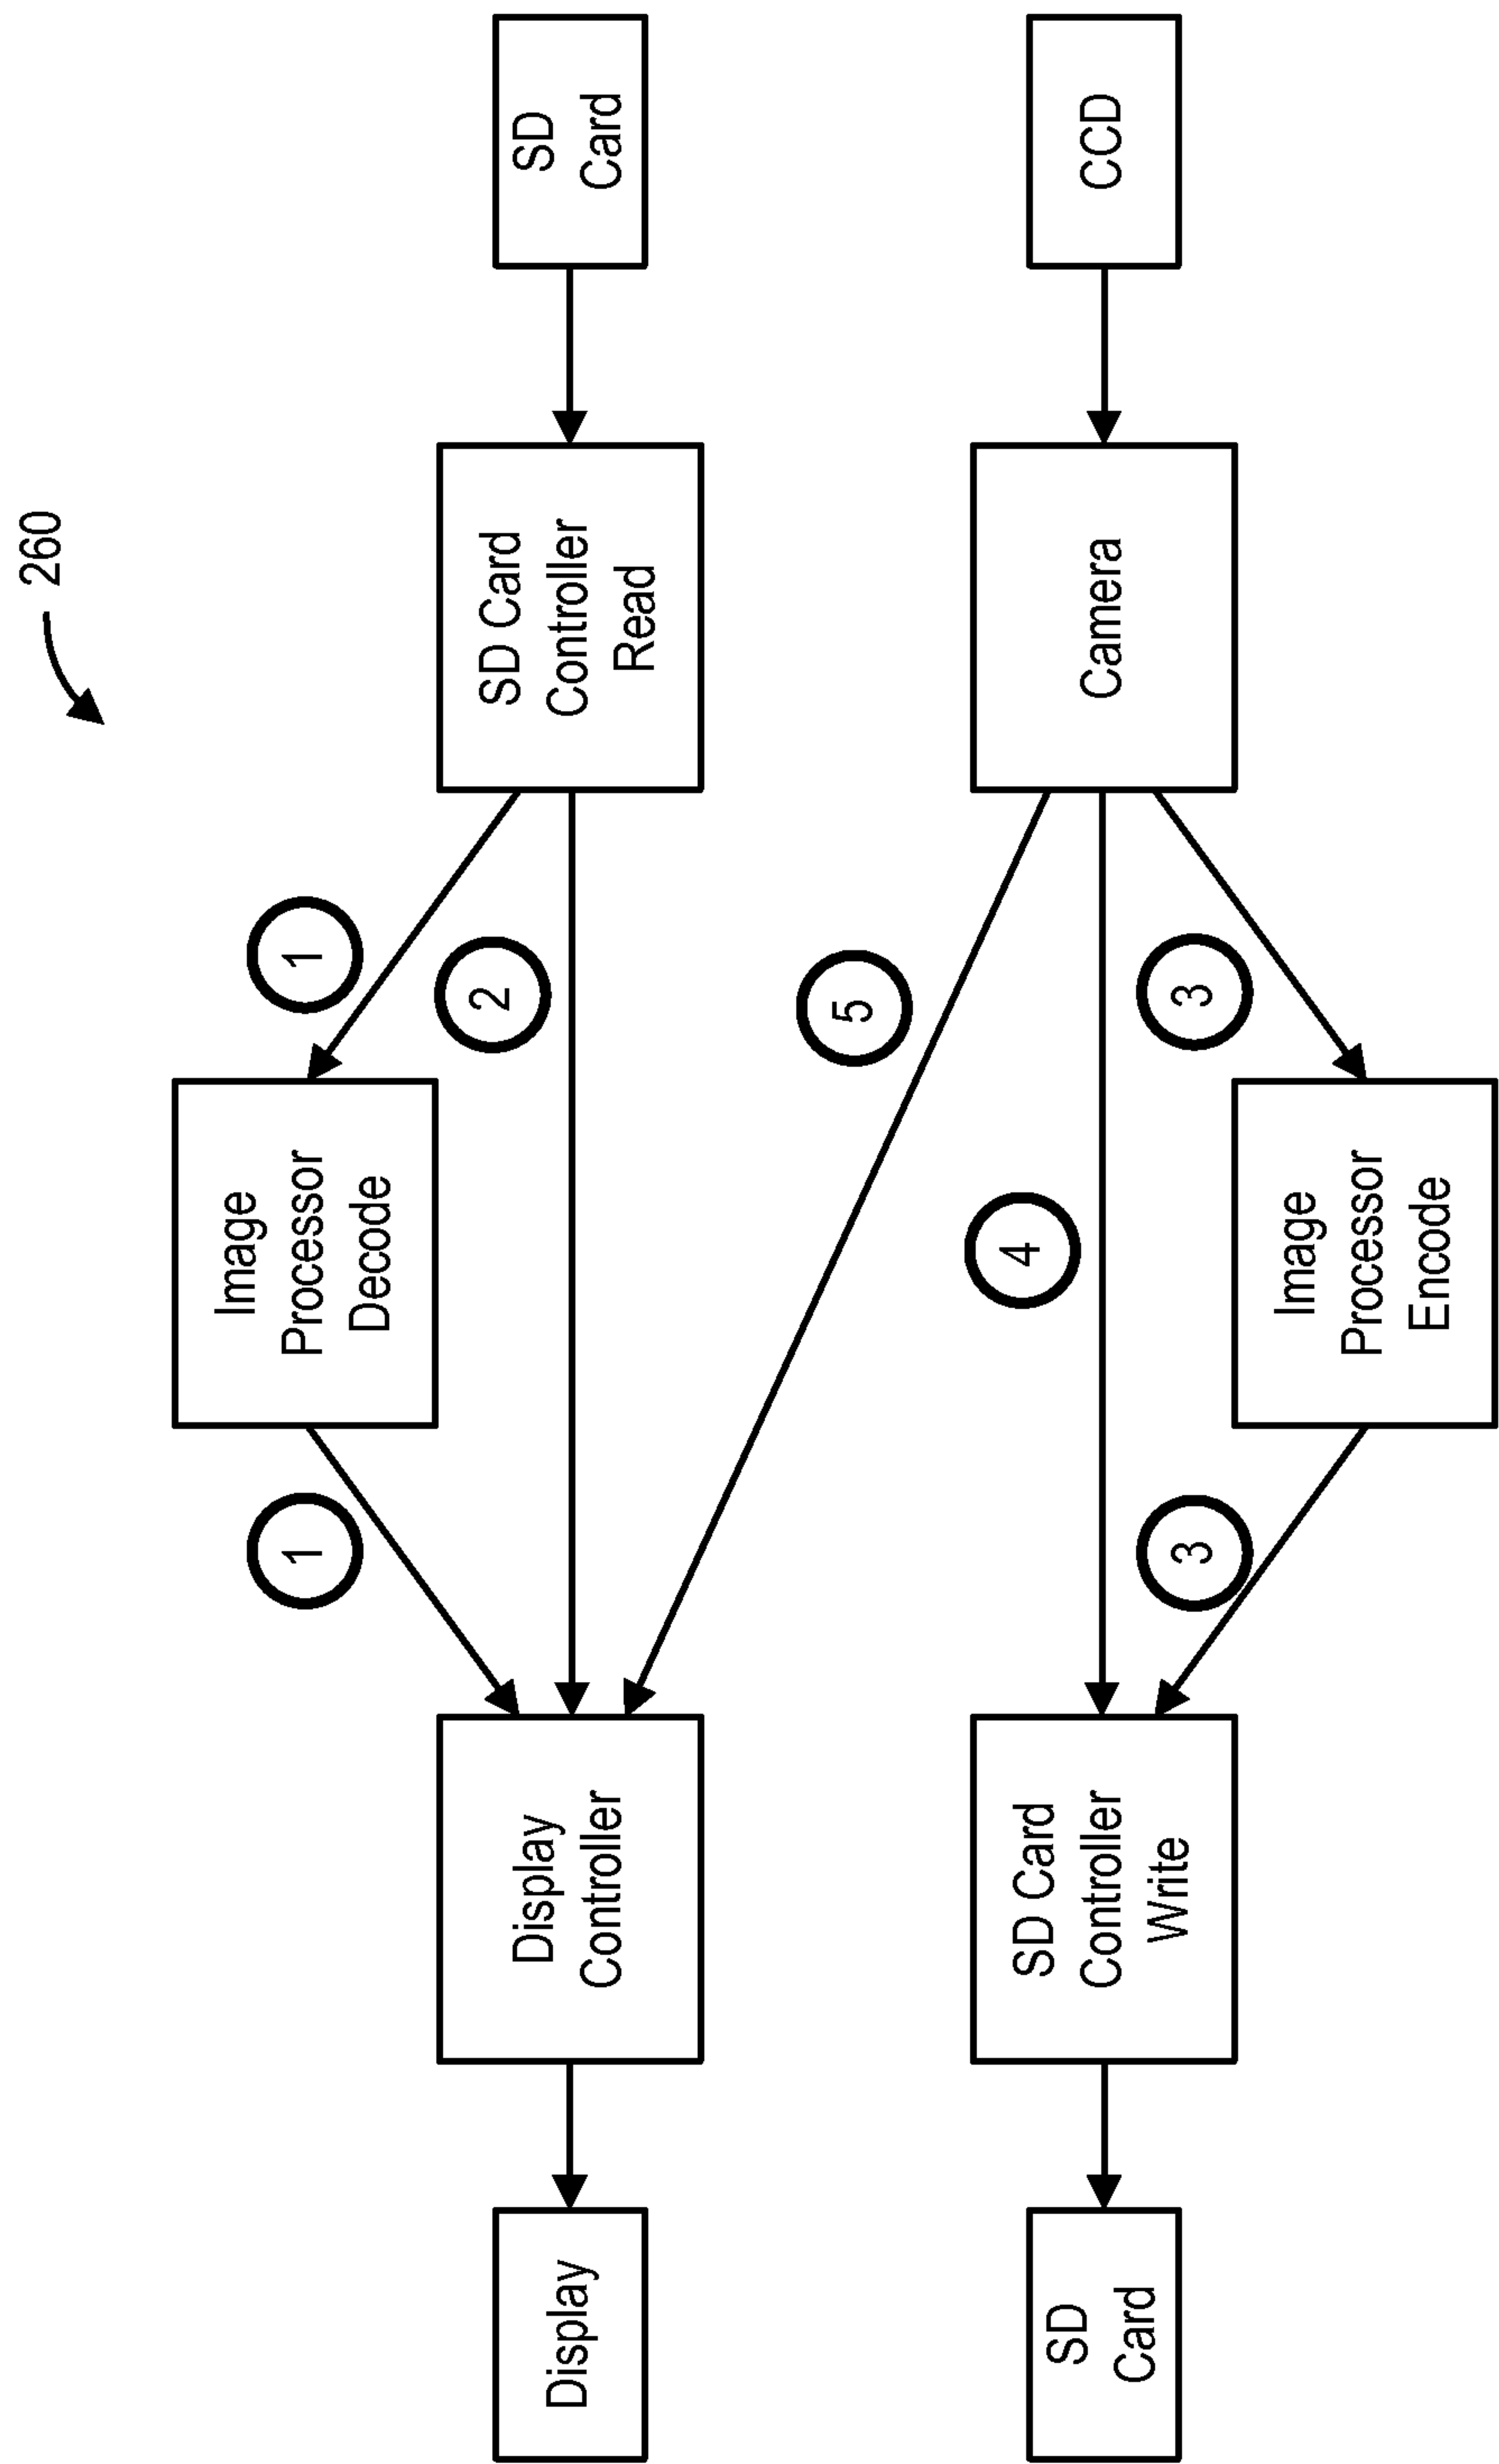 260
1
Image
Processor
Decode
1
Display
Display
Controller
2
SD Card
Controller
Read
SD
Card
5
4
SD
Card
SD Card
Controller
Write
Camera
CCD
3
Image
Processor
Encode
3